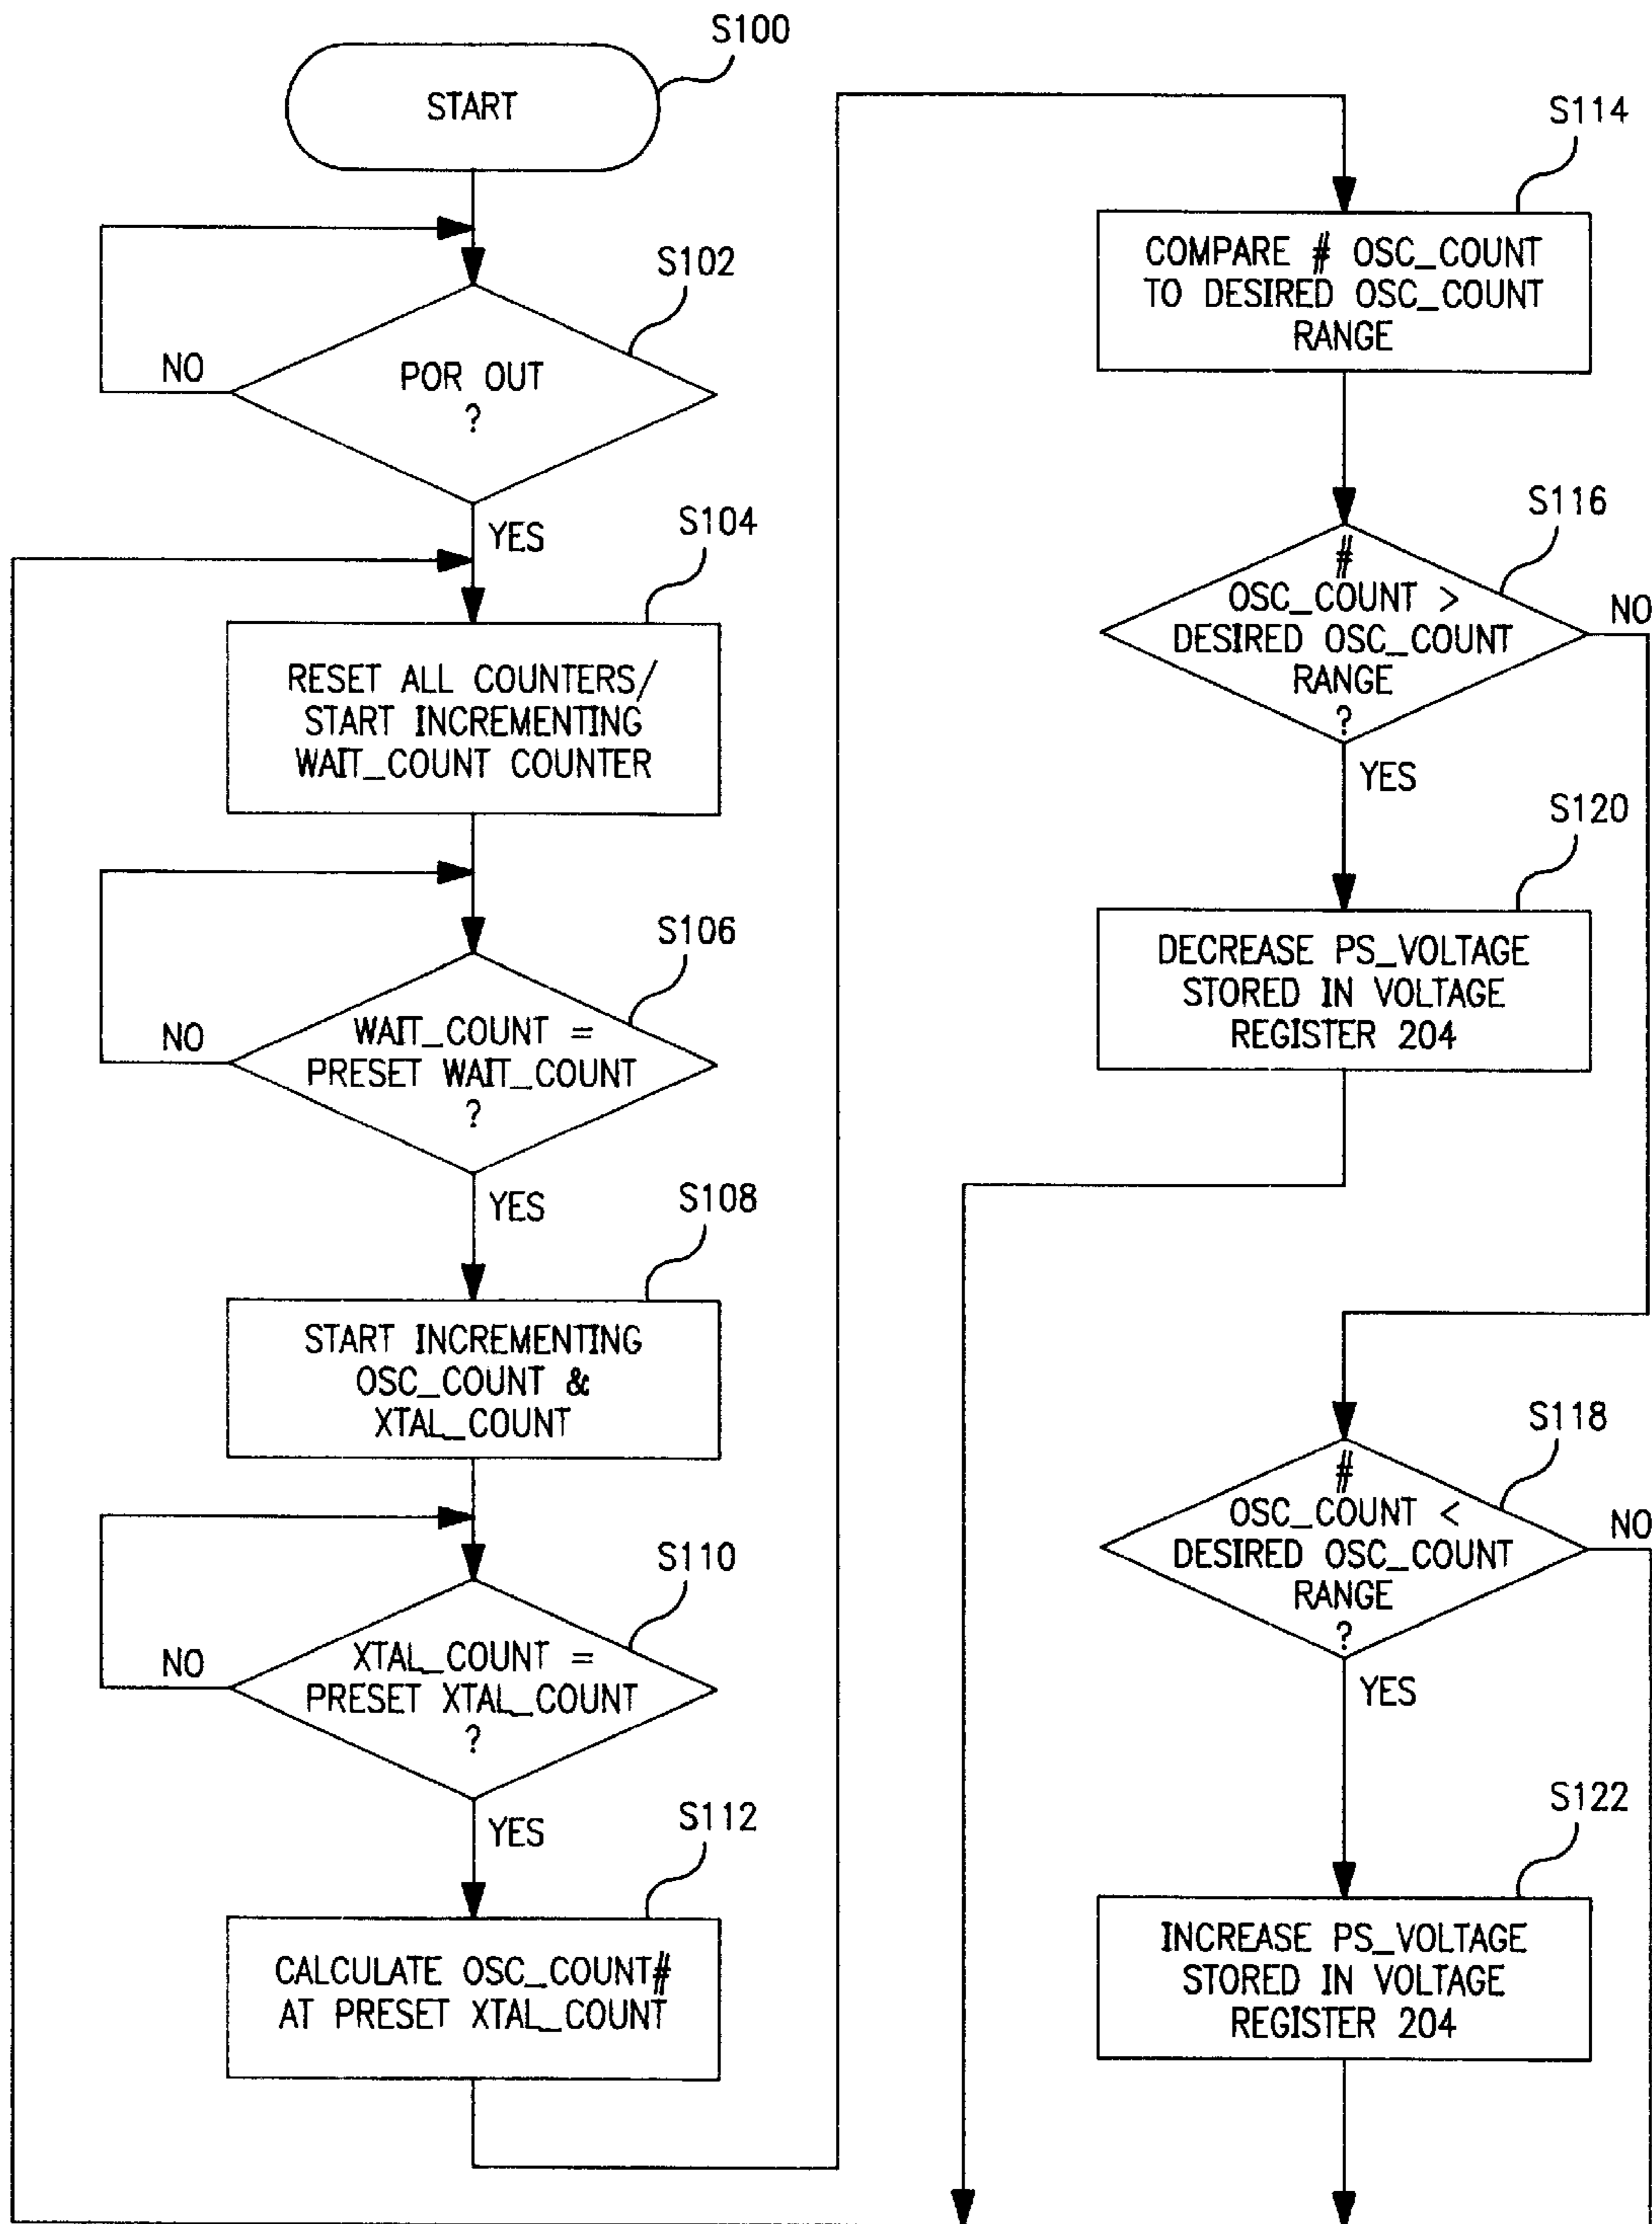 S100
START
S102
POR OUT
?
NO
YES
S104
RESET ALL COUNTERS/
START INCREMENTING
WAIT_COUNT COUNTER
S106
WAIT_COUNT =
PRESET WAIT_COUNT
?
NO
YES
S108
START INCREMENTING
OSC_COUNT &
XTAL_COUNT
S110
XTAL_COUNT =
PRESET XTAL_COUNT
?
NO
YES
S112
CALCULATE OSC_COUNT#
AT PRESET XTAL_COUNT
S114
COMPARE # OSC_COUNT
TO DESIRED OSC_COUNT
RANGE
S116
#
OSC_COUNT >
DESIRED OSC_COUNT
RANGE
?
NO
YES
S120
DECREASE PS_VOLTAGE
STORED IN VOLTAGE
REGISTER 204
S118
#
OSC_COUNT <
DESIRED OSC_COUNT
RANGE
?
NO
YES
S122
INCREASE PS_VOLTAGE
STORED IN VOLTAGE
REGISTER 204